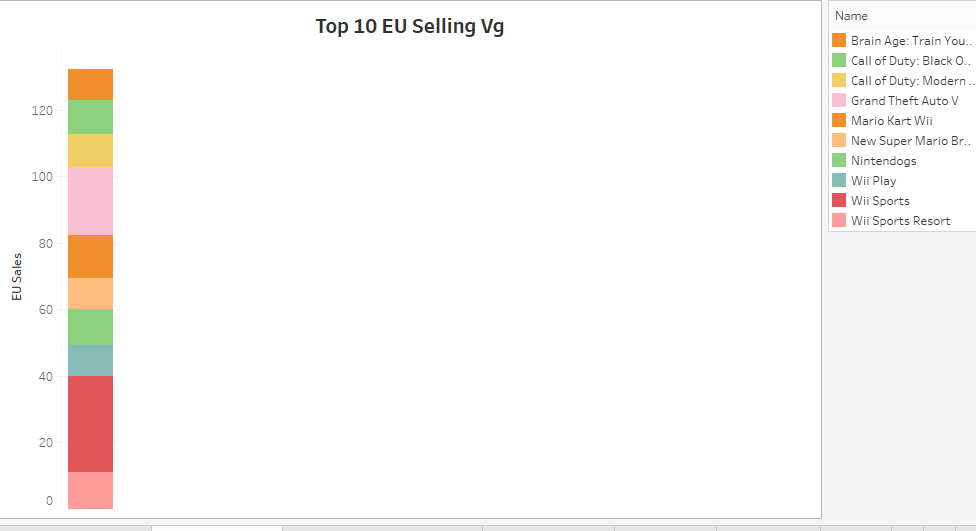 Top 10 EU Selling Vg
EU Sales
120
100
80
60
40
20
0
Name
Brain Age: Train You..
Call of Duty: Black O..
Call of Duty: Modern ..
Grand Theft Auto V
Mario Kart Wii
New Super Mario Br..
Nintendogs
Wii Play
Wii Sports
Wii Sports Resort